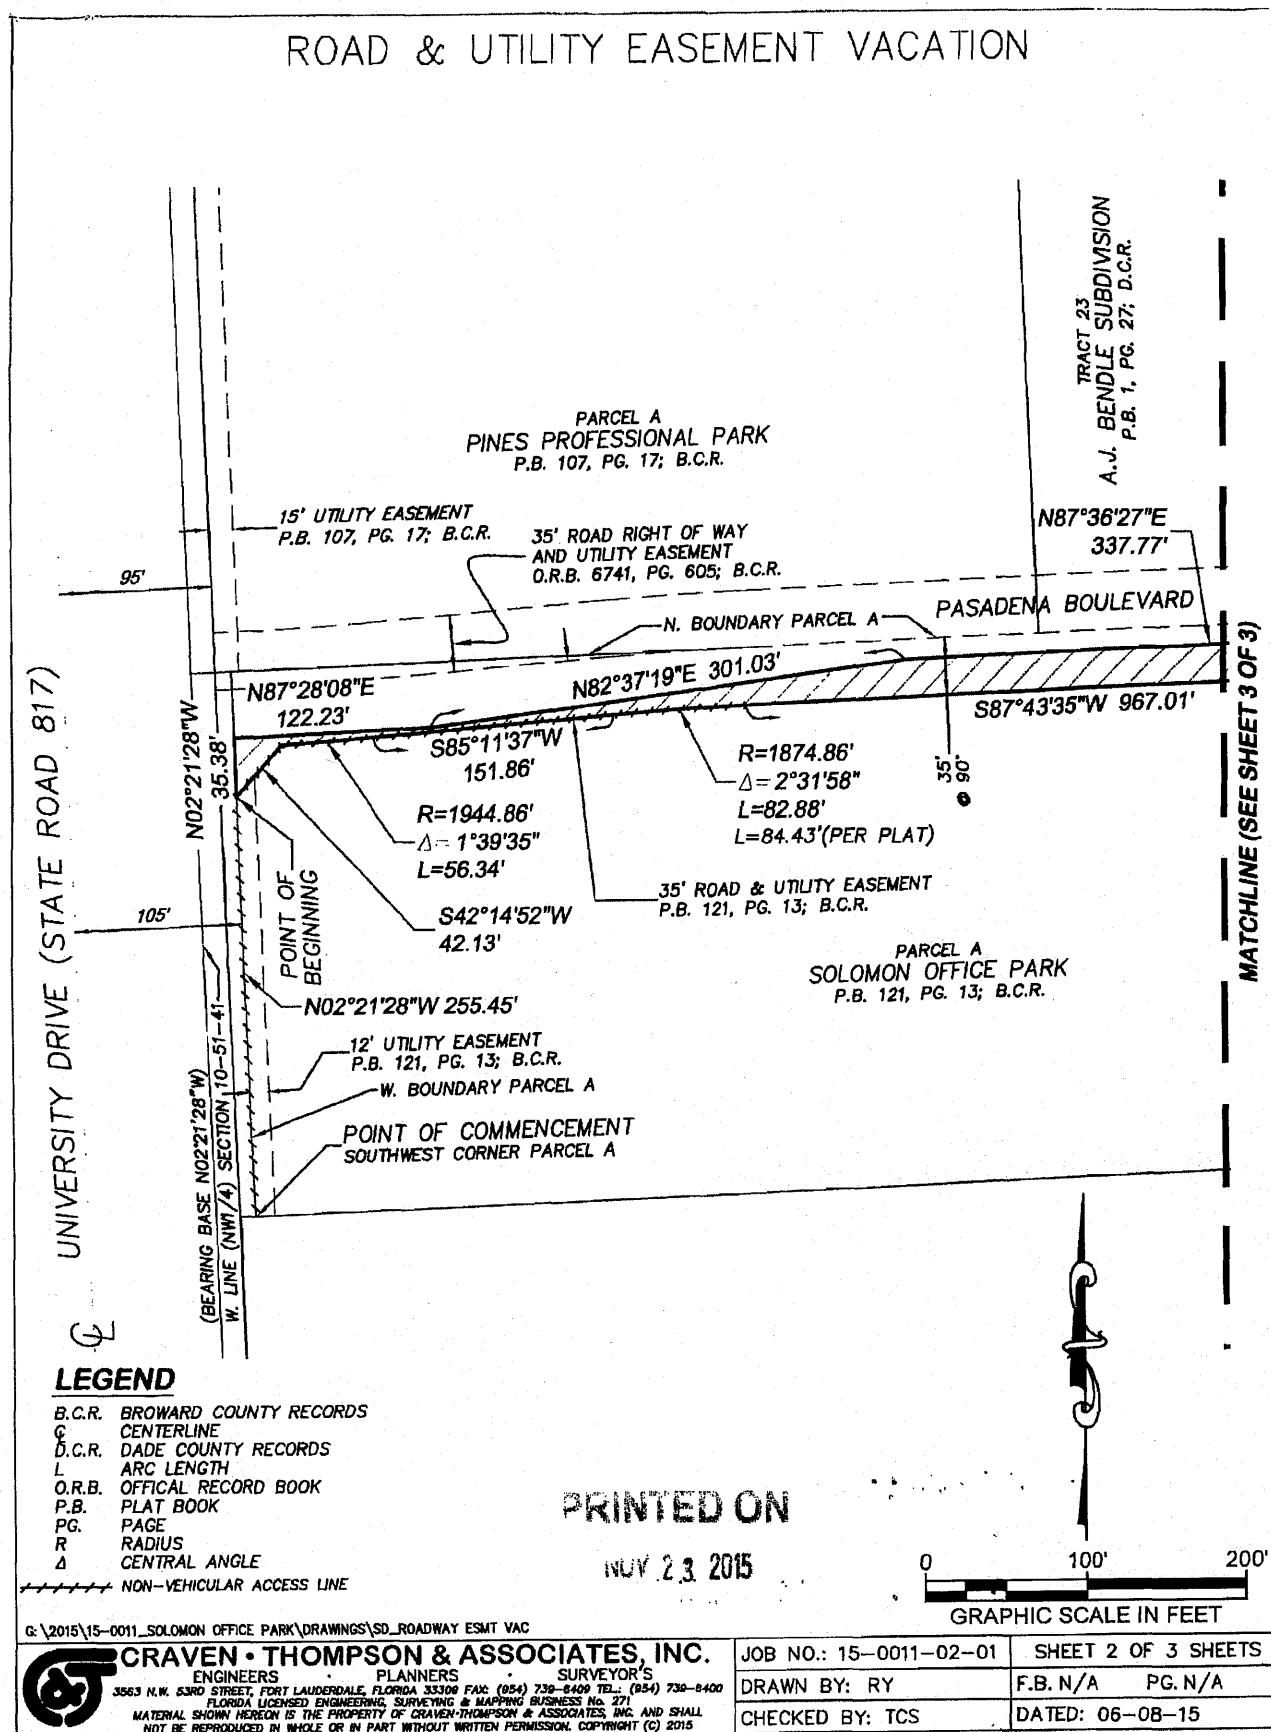 ROAD & UTILITY EASEMENT VACATION
TRACT 23
A.J. BENDLE SUBDIVISION
P.B. 1, PG. 27; D.C.R.
PARCEL A
PINES PROFESSIONAL PARK
P.B. 107, PG. 17; B.C.R.
15' UTILITY EASEMENT
P.B. 107, PG. 17; B.C.R.
35' ROAD RIGHT OF WAY
AND UTILITY EASEMENT
O.R.B. 6741, PG. 605; B.C.R.
N87°36'27"E
337.77'
95'
PASADENA BOULEVARD
N. BOUNDARY PARCEL A
N87°28'08"E
122.23'
N82°37'19"E 301.03'
S87°43'35"W 967.01'
N02°21'28"W
35.38'
S85°11'37"W
151.86'
R=1874.86'
Δ=2°31'58"
L=82.88'
L=84.43'(PER PLAT)
35'
@ 90°
R=1944.86'
Δ=1°39'35"
L=56.34'
POINT OF
BEGINNING
35' ROAD & UTILITY EASEMENT
P.B. 121, PG. 13; B.C.R.
S42°14'52"W
42.13'
105'
PARCEL A
SOLOMON OFFICE PARK
P.B. 121, PG. 13; B.C.R.
N02°21'28"W 255.45'
12' UTILITY EASEMENT
P.B. 121, PG. 13; B.C.R.
W. BOUNDARY PARCEL A
POINT OF COMMENCEMENT
SOUTHWEST CORNER PARCEL A
UNIVERSITY DRIVE (STATE ROAD 817)
℄
(BEARING BASE N02°21'28"W)
W. LINE (NW1/4) SECTION 10-51-41
MATCHLINE (SEE SHEET 3 OF 3)
LEGEND
B.C.R. BROWARD COUNTY RECORDS
℄ CENTERLINE
D.C.R. DADE COUNTY RECORDS
L ARC LENGTH
O.R.B. OFFICAL RECORD BOOK
P.B. PLAT BOOK
PG. PAGE
R RADIUS
Δ CENTRAL ANGLE
NON-VEHICULAR ACCESS LINE
PRINTED ON
NOV 23 2015
0 100' 200'
GRAPHIC SCALE IN FEET
G:\2015\15-0011_SOLOMON OFFICE PARK\DRAWINGS\SD_ROADWAY ESMT VAC
CRAVEN • THOMPSON & ASSOCIATES, INC.
ENGINEERS • PLANNERS • SURVEYOR'S
3563 N.W. 53RD STREET, FORT LAUDERDALE, FLORIDA 33309 FAX: (954) 739-6409 TEL.: (954) 739-6400
FLORIDA LICENSED ENGINEERING, SURVEYING & MAPPING BUSINESS No. 271
MATERIAL SHOWN HEREON IS THE PROPERTY OF CRAVEN•THOMPSON & ASSOCIATES, INC. AND SHALL
NOT BE REPRODUCED IN WHOLE OR IN PART WITHOUT WRITTEN PERMISSION. COPYRIGHT (C) 2015
JOB NO.: 15-0011-02-01
SHEET 2 OF 3 SHEETS
DRAWN BY: RY
F.B. N/A PG. N/A
CHECKED BY: TCS
DATED: 06-08-15